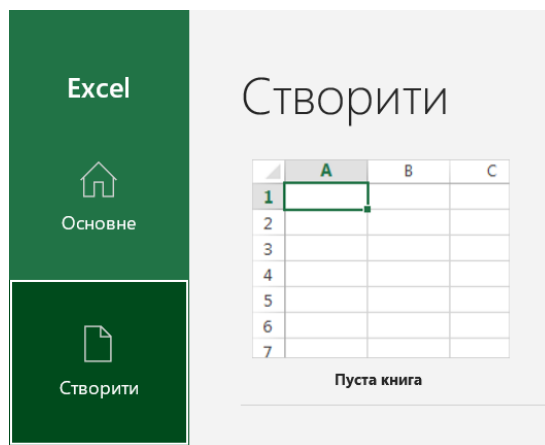 Excel
Основне
Створити
Створити
A B C
1
2
3
4
5
6
7
Пуста книга